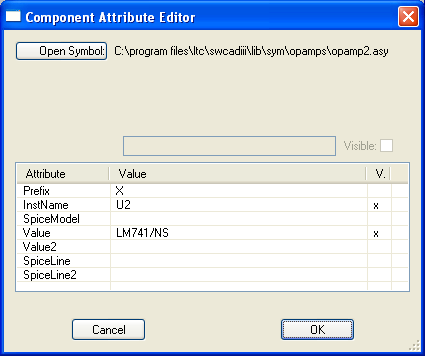 Component Attribute Editor
Open Symbol: C:\program files\ltc\swcadiii\lib\sym\opamps\opamp2.asy
Visible:
Attribute Value V.
Prefix X
InstName U2 x
SpiceModel
Value LM741/NS x
Value2
SpiceLine
SpiceLine2
Cancel OK